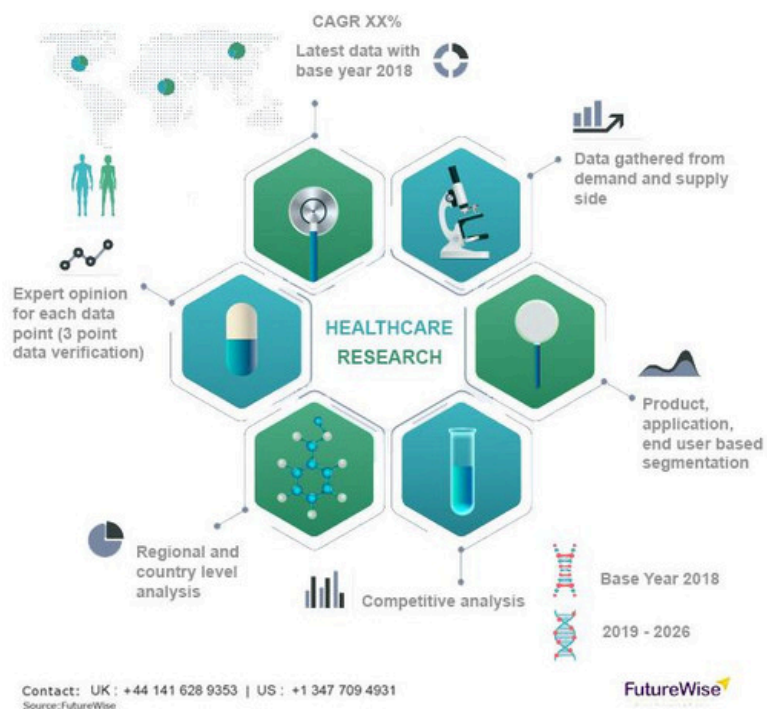 CAGR XX%
Latest data with
base year 2018
Data gathered from
demand and supply
side
Expert opinion
for each data
point (3 point
data verification)
HEALTHCARE
RESEARCH
Product,
application,
end user based
segmentation
Regional and
country level
analysis
Competitive analysis
Base Year 2018
2019 - 2026
Contact: UK : +44 141 628 9353 | US : +1 347 709 4931
Source:FutureWise
FutureWise